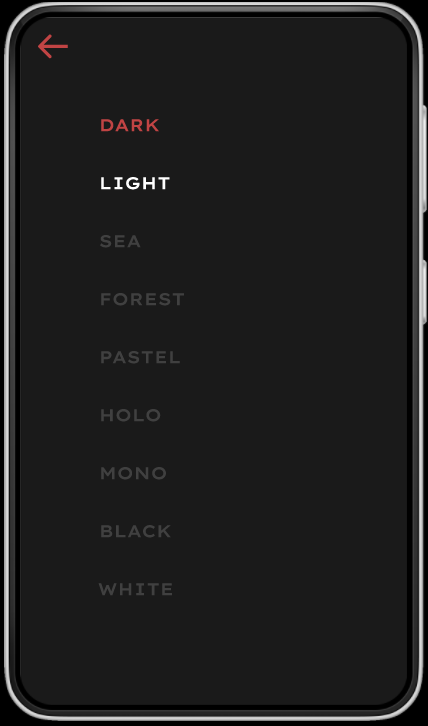 DARK
LIGHT
SEA
FOREST
PASTEL
HOLO
MONO
BLACK
WHITE